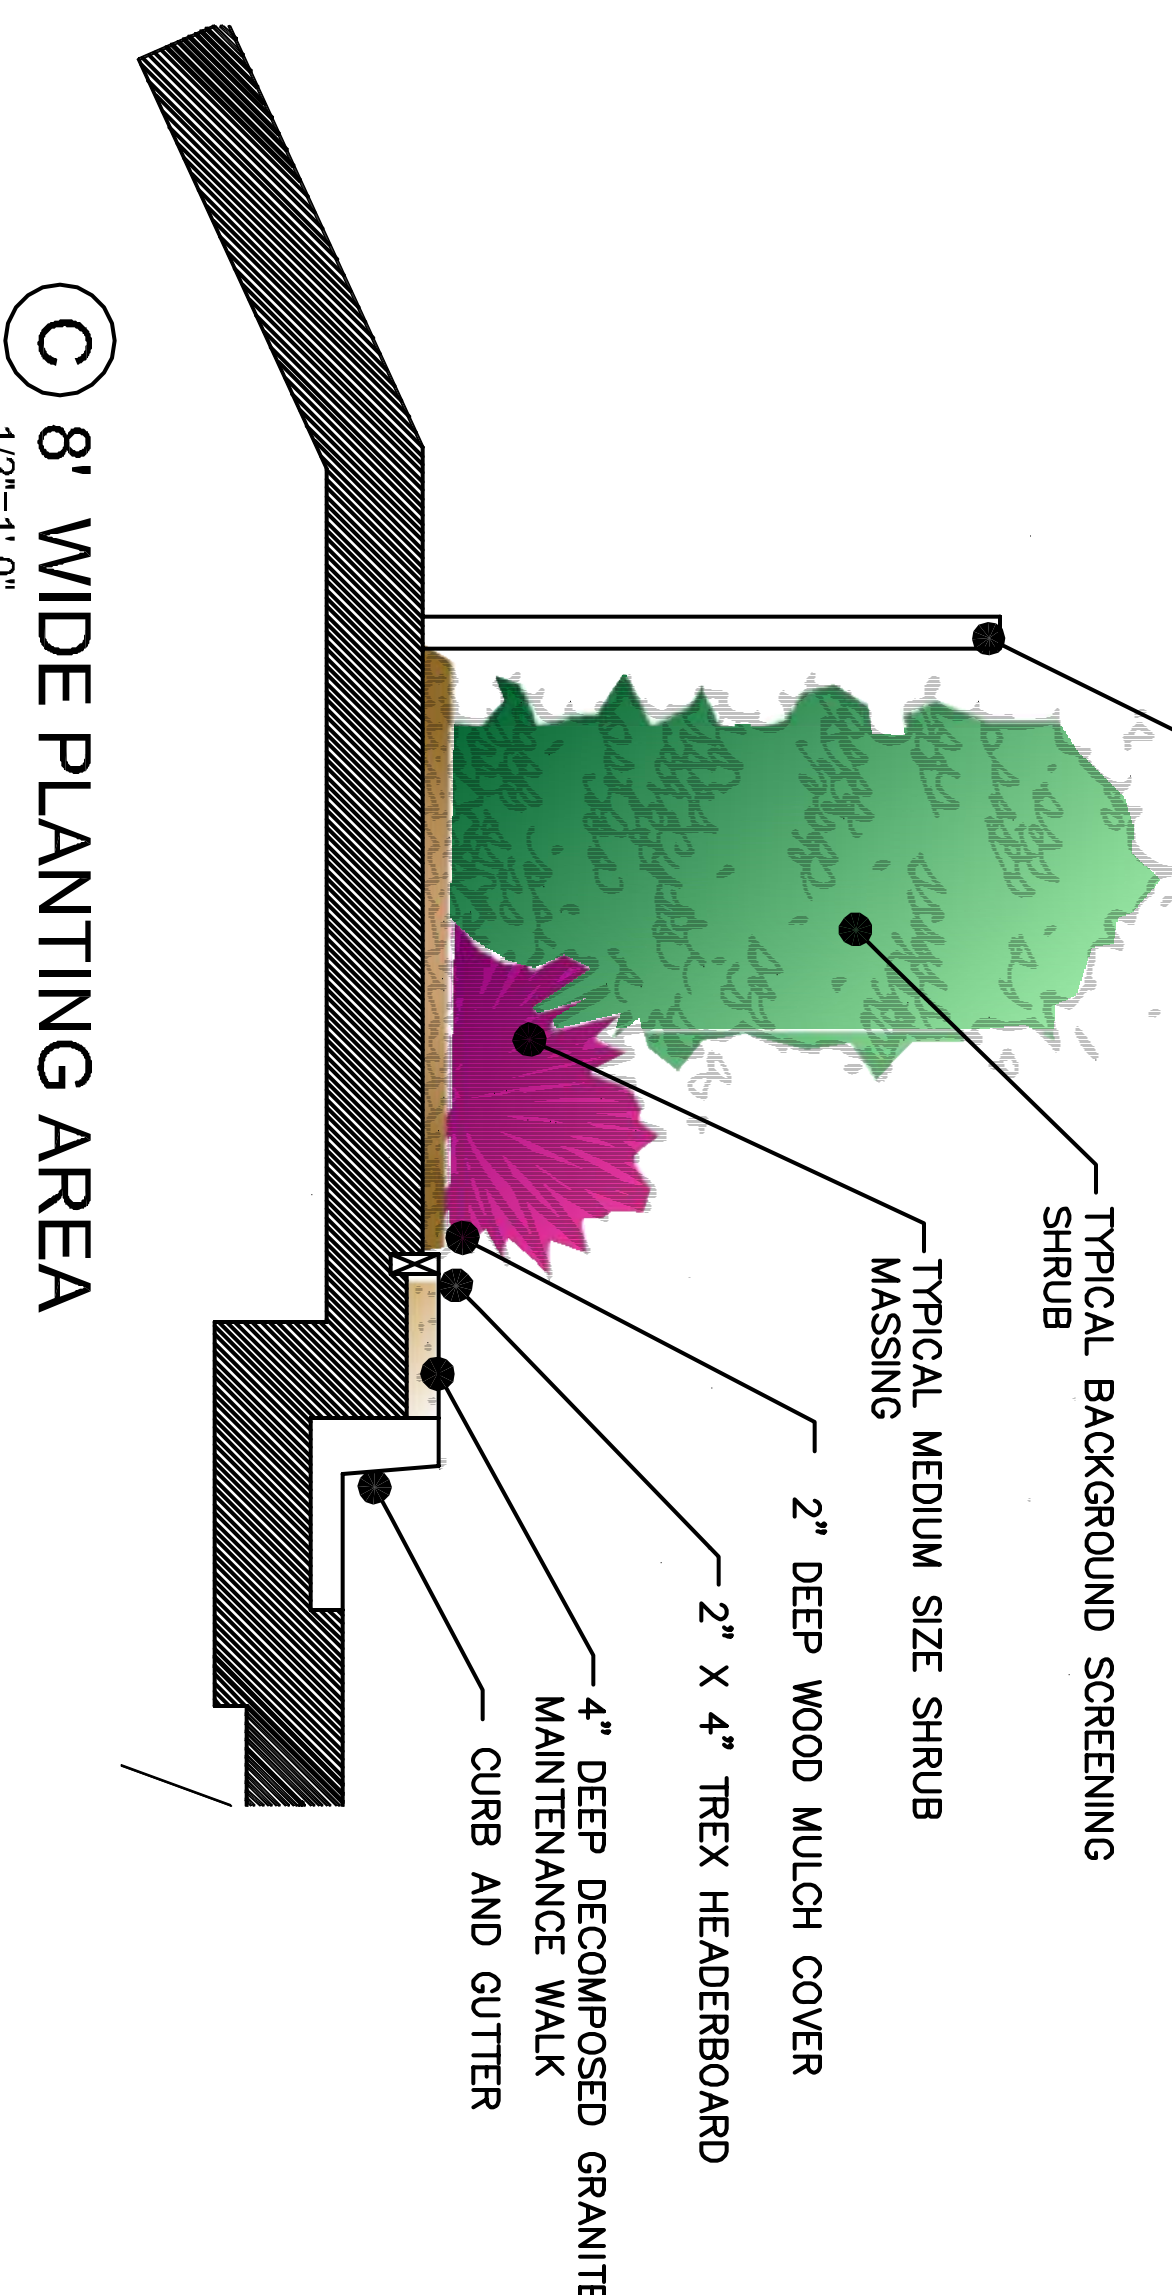 TYPICAL BACKGROUND SCREENING
SHRUB
TYPICAL MEDIUM SIZE SHRUB
MASSING
2” DEEP WOOD MULCH COVER
2” X 4” TREX HEADERBOARD
4” DEEP DECOMPOSED GRANITE
MAINTENANCE WALK
CURB AND GUTTER
C 8' WIDE PLANTING AREA